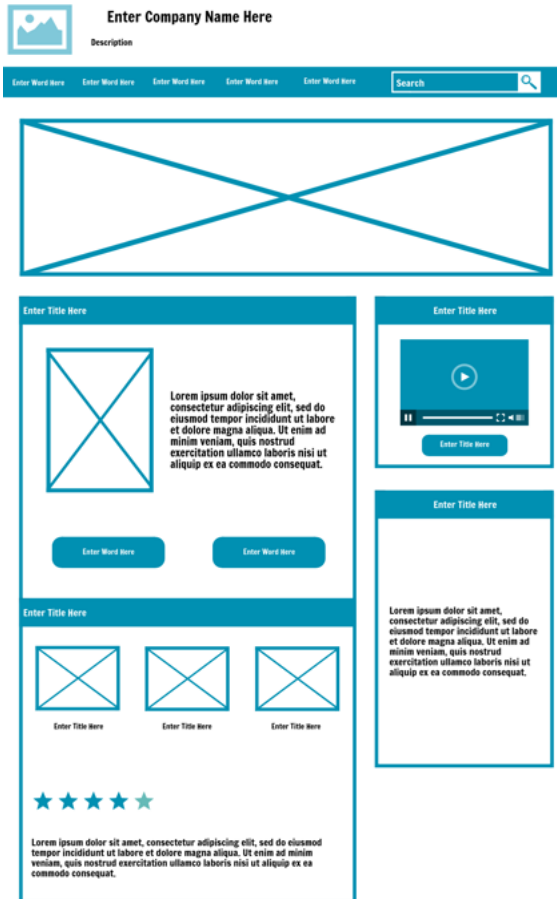 Enter Company Name Here
Description
Enter Word Here
Enter Word Here
Enter Word Here
Enter Word Here
Enter Word Here
Search
Enter Title Here
Lorem ipsum dolor sit amet,
consectetur adipiscing elit, sed do
eiusmod tempor incididunt ut labore
et dolore magna aliqua. Ut enim ad
minim veniam, quis nostrud
exercitation ullamco laboris nisi ut
aliquip ex ea commodo consequat.
Enter Word Here
Enter Word Here
Enter Title Here
Enter Title Here
Enter Title Here
Enter Title Here
Lorem ipsum dolor sit amet, consectetur adipiscing elit, sed do eiusmod
tempor incididunt ut labore et dolore magna aliqua. Ut enim ad minim
veniam, quis nostrud exercitation ullamco laboris nisi ut aliquip ex ea
commodo consequat.
Enter Title Here
Enter Title Here
Enter Title Here
Lorem ipsum dolor sit amet,
consectetur adipiscing elit, sed do
eiusmod tempor incididunt ut labore
et dolore magna aliqua. Ut enim ad
minim veniam, quis nostrud
exercitation ullamco laboris nisi ut
aliquip ex ea commodo consequat.